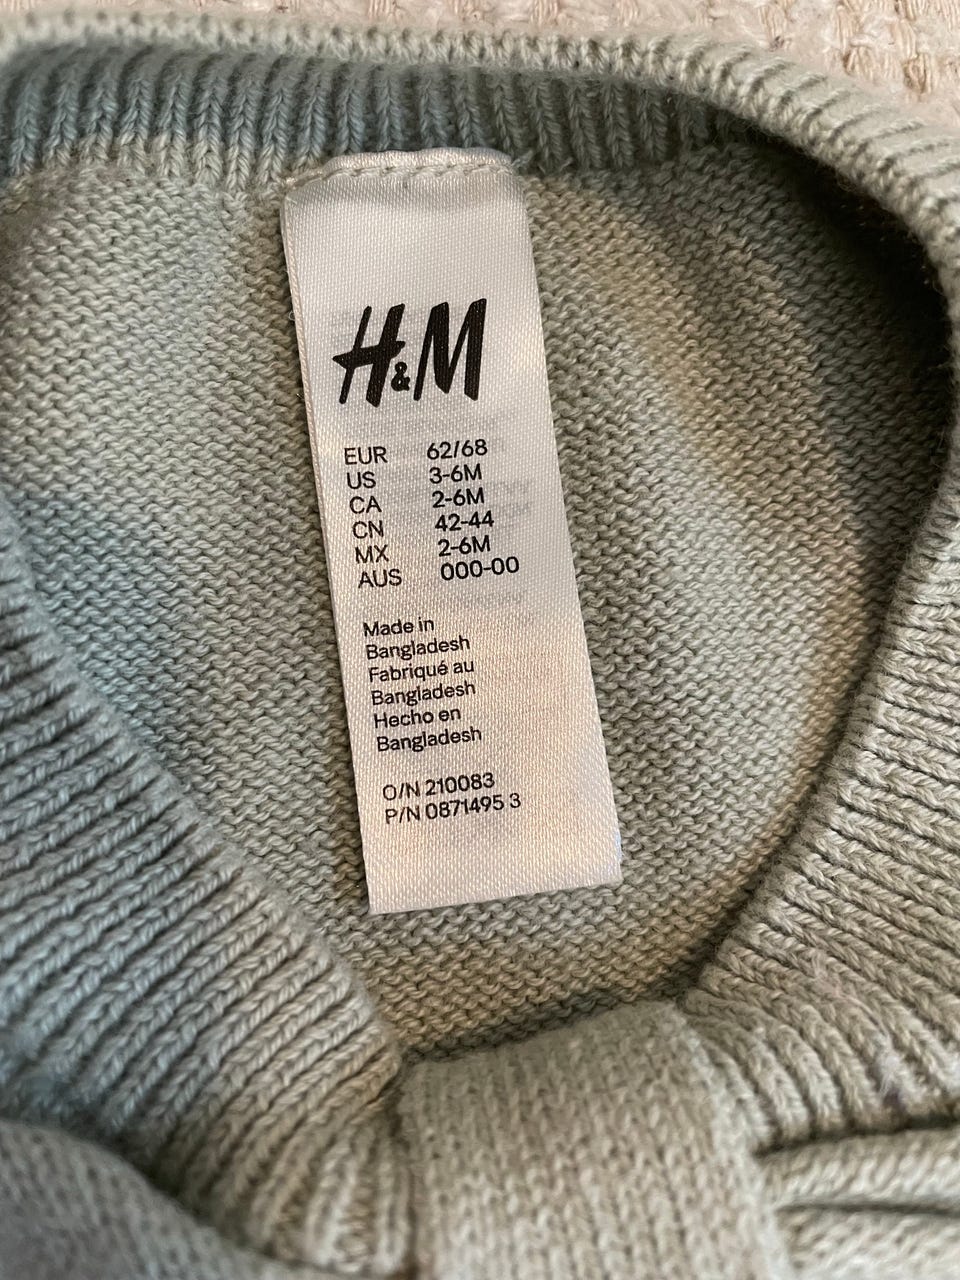 H&M
EUR 62/68
US 3-6M
CA 2-6M
CN 42-44
MX 2-6M
AUS 000-00
Made in
Bangladesh
Fabriqué au
Bangladesh
Hecho en
Bangladesh
O/N 210083
P/N 0871495 3